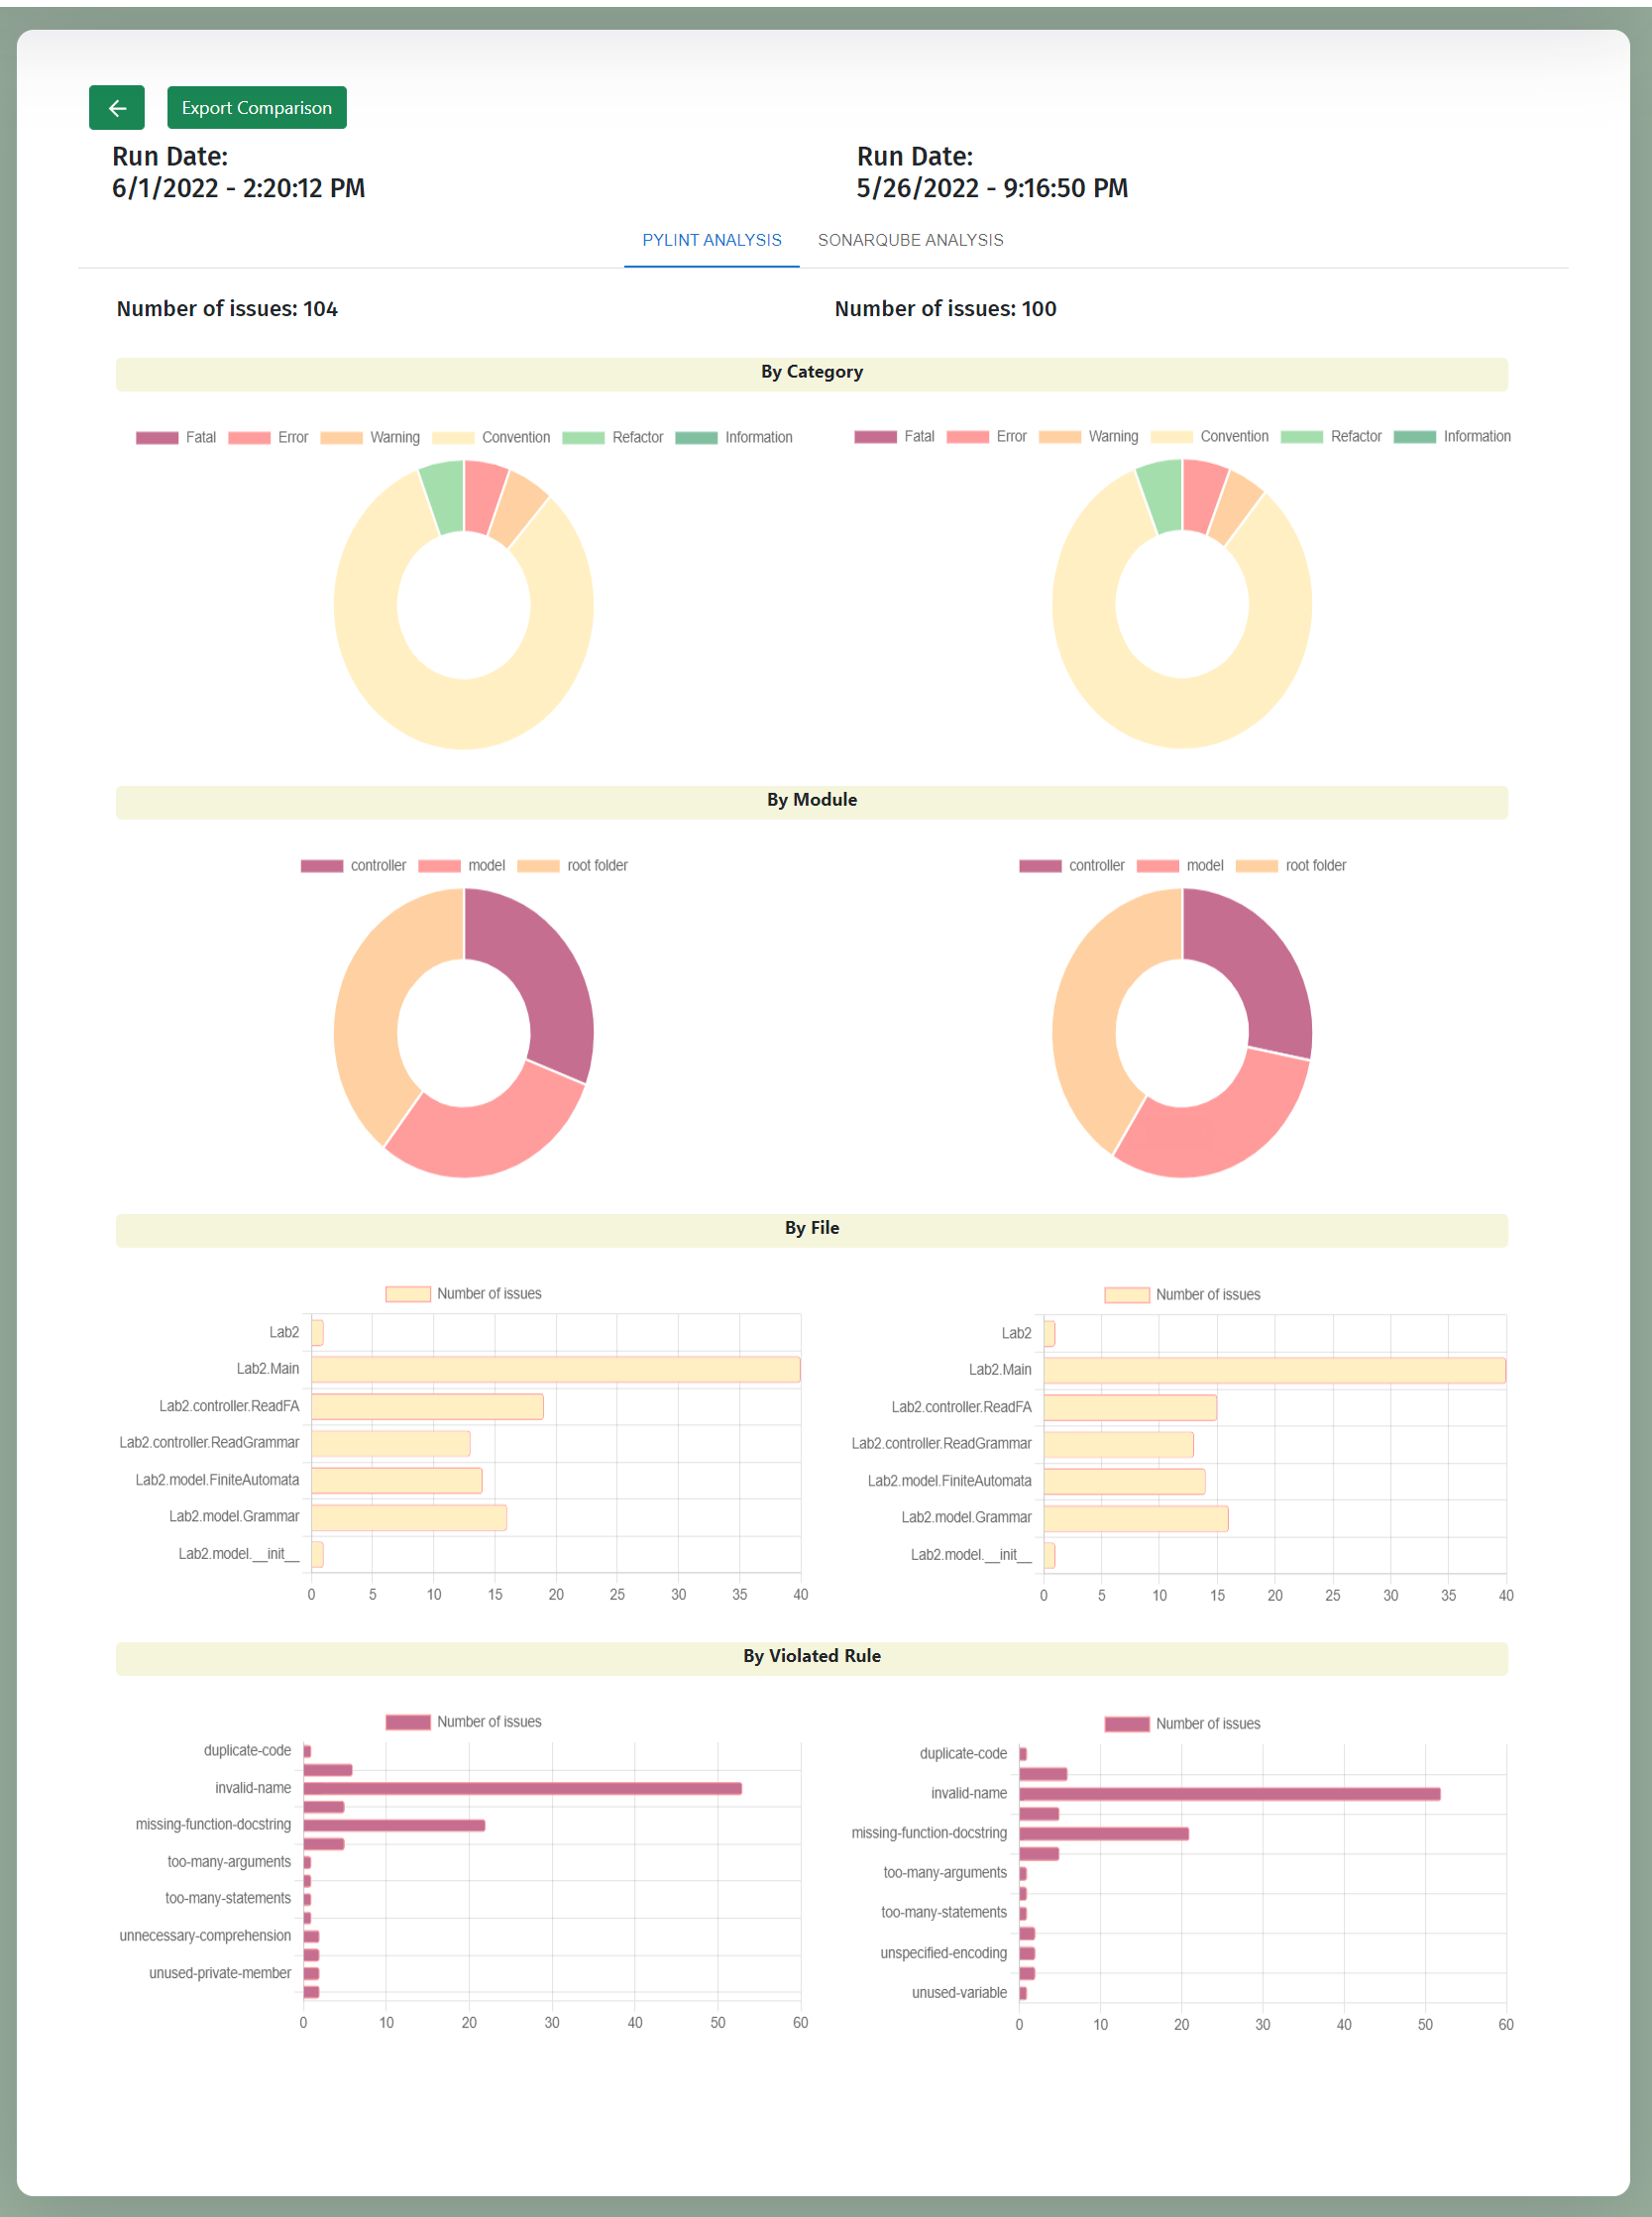 Export Comparison
Run Date:
6/1/2022 - 2:20:12 PM
Run Date:
5/26/2022 - 9:16:50 PM
PYLINT ANALYSIS SONARQUBE ANALYSIS
Number of issues: 104
Number of issues: 100
By Category
Fatal Error Warning Convention Refactor Information
Fatal Error Warning Convention Refactor Information
By Module
controller model root folder
controller model root folder
By File
Number of issues
Lab2
Lab2.Main
Lab2.controller.ReadFA
Lab2.controller.ReadGrammar
Lab2.model.FiniteAutomata
Lab2.model.Grammar
Lab2.model.__init__
0 5 10 15 20 25 30 35 40
Number of issues
Lab2
Lab2.Main
Lab2.controller.ReadFA
Lab2.controller.ReadGrammar
Lab2.model.FiniteAutomata
Lab2.model.Grammar
Lab2.model.__init__
0 5 10 15 20 25 30 35 40
By Violated Rule
Number of issues
duplicate-code
invalid-name
missing-function-docstring
too-many-arguments
too-many-statements
unnecessary-comprehension
unused-private-member
0 10 20 30 40 50 60
Number of issues
duplicate-code
invalid-name
missing-function-docstring
too-many-arguments
too-many-statements
unspecified-encoding
unused-variable
0 10 20 30 40 50 60